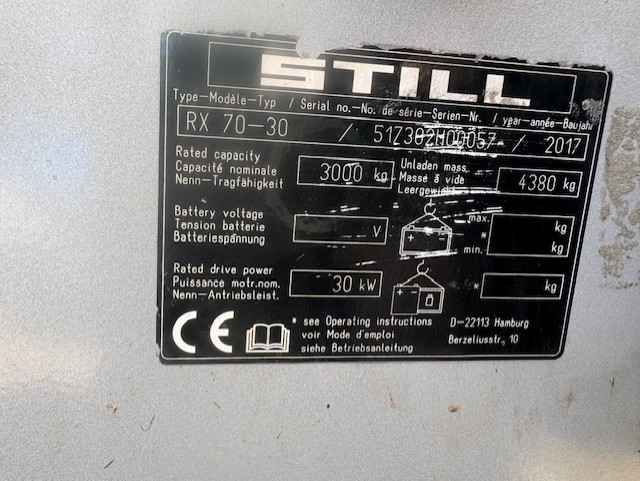 STILL
Type-Modèle-Typ / Serial no.-No. de série-Serien-Nr. / year-année-Baujahr
RX 70-30 / 517382H00057 / 2017
Rated capacity
Capacité nominale
Nenn-Tragfähigkeit
3000 kg
Unladen mass
Masse à vide
Leergewicht
4380 kg
Battery voltage
Tension batterie
Batteriespannung
V
max. kg
*
min. kg
Rated drive power
Puissance motr.nom.
Nenn-Antriebsleist.
30 kW
* kg
CE
* see Operating instructions
voir Mode d'emploi
siehe Betriebsanleitung
D-22113 Hamburg
Berzeliusstr. 10